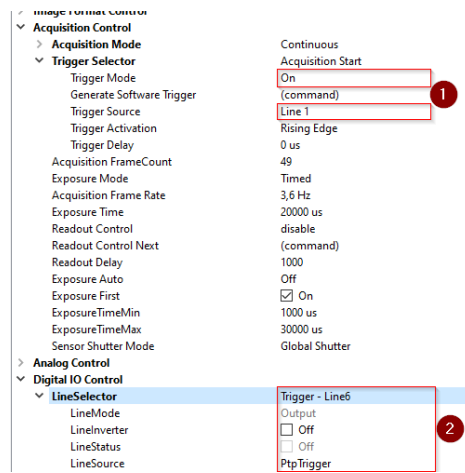 Image Format Control
Acquisition Control
Acquisition Mode Continuous
Trigger Selector Acquisition Start
Trigger Mode On
Generate Software Trigger (command)
1
Trigger Source Line 1
Trigger Activation Rising Edge
Trigger Delay 0 us
Acquisition FrameCount 49
Exposure Mode Timed
Acquisition Frame Rate 3,6 Hz
Exposure Time 20000 us
Readout Control disable
Readout Control Next (command)
Readout Delay 1000
Exposure Auto Off
Exposure First On
ExposureTimeMin 1000 us
ExposureTimeMax 30000 us
Sensor Shutter Mode Global Shutter
Analog Control
Digital IO Control
LineSelector Trigger - Line6
LineMode Output
LineInverter Off
2
LineStatus Off
LineSource PtpTrigger